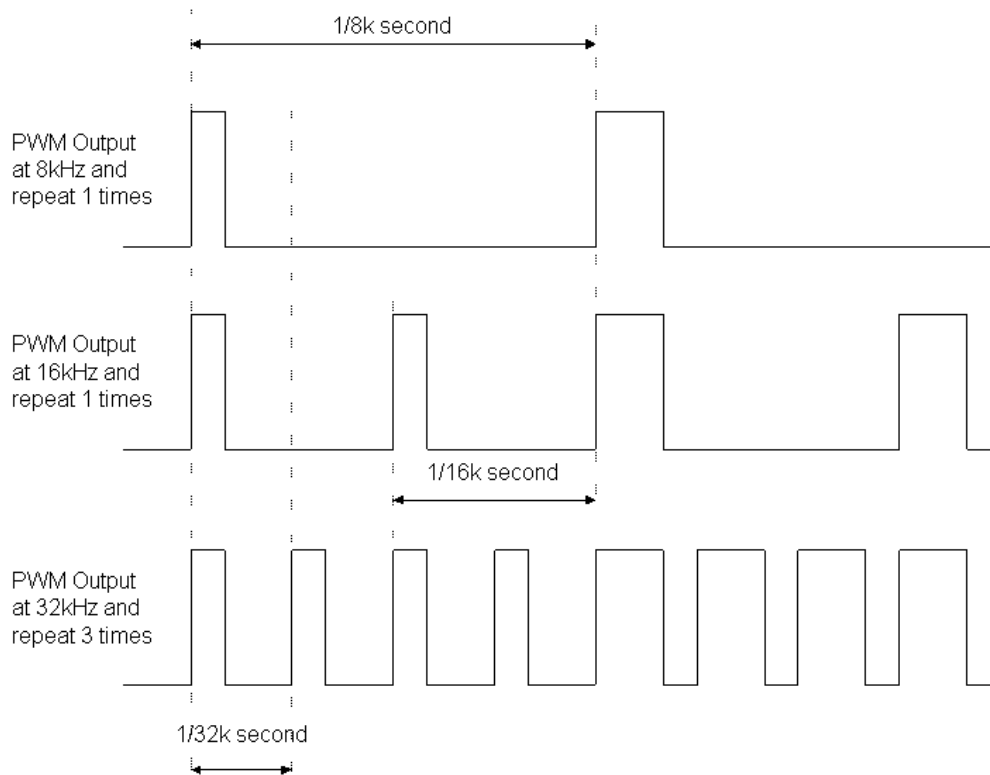 1/8k second
PWM Output
at 8kHz and
repeat 1 times
PWM Output
at 16kHz and
repeat 1 times
1/16k second
PWM Output
at 32kHz and
repeat 3 times
1/32k second